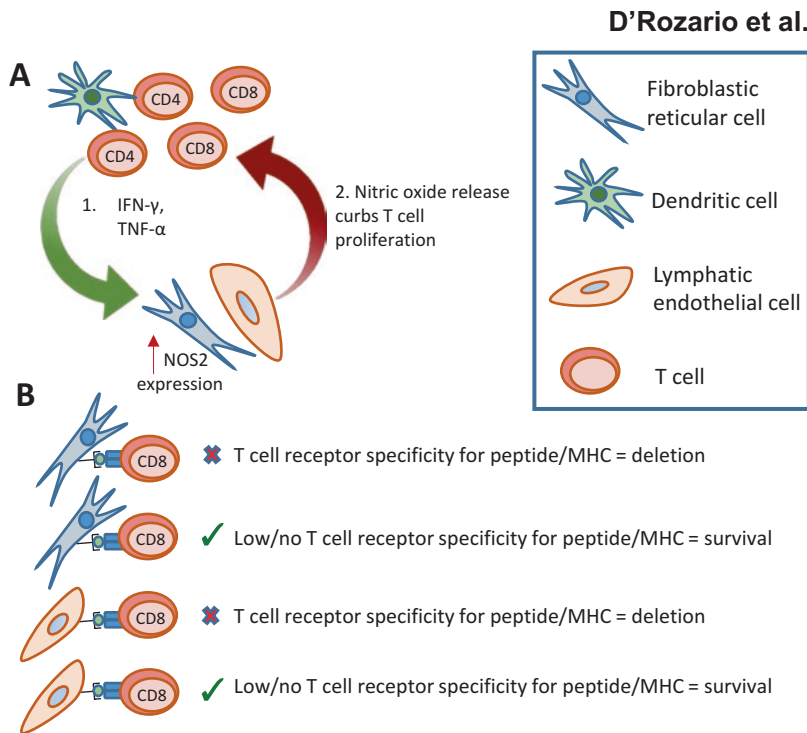 D'Rozario et al.
A
CD4
CD8
CD4
CD8
1. IFN-γ,
TNF-α
2. Nitric oxide release
curbs T cell
proliferation
NOS2
expression
Fibroblastic
reticular cell
Dendritic cell
Lymphatic
endothelial cell
T cell
B
CD8
T cell receptor specificity for peptide/MHC = deletion
CD8
Low/no T cell receptor specificity for peptide/MHC = survival
CD8
T cell receptor specificity for peptide/MHC = deletion
CD8
Low/no T cell receptor specificity for peptide/MHC = survival